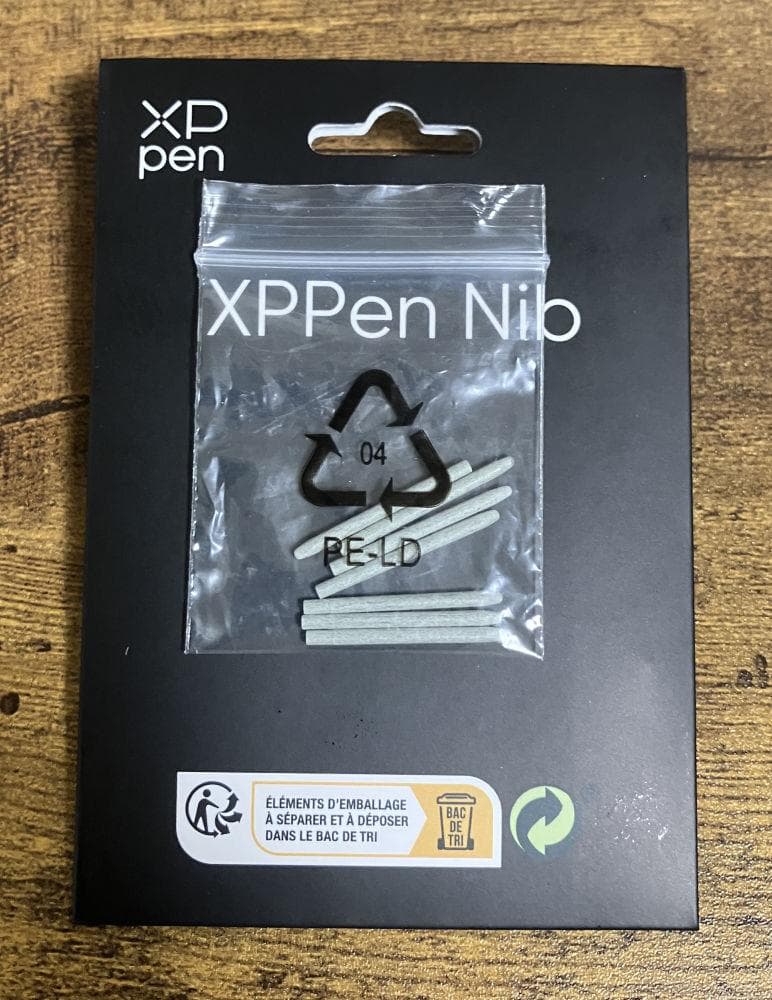 XP
pen
XPPen Nib
04
PE-LD
ÉLÉMENTS D'EMBALLAGE
À SÉPARER ET À DÉPOSER
DANS LE BAC DE TRI
BAC
DE
TRI